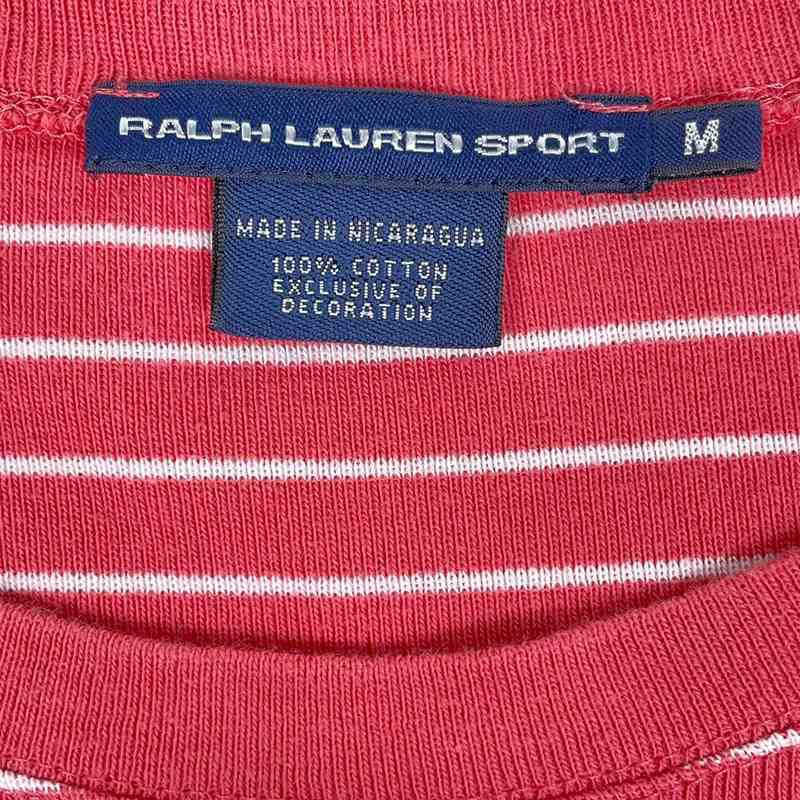 RALPH LAUREN SPORT
M
MADE IN NICARAGUA
100% COTTON
EXCLUSIVE OF
DECORATION